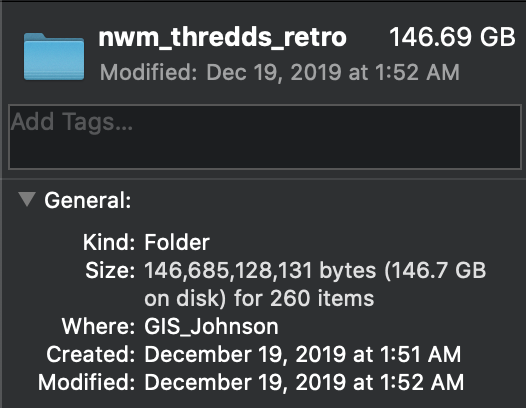 nwm_thredds_retro 146.69 GB
Modified: Dec 19, 2019 at 1:52 AM
Add Tags...
General:
Kind: Folder
Size: 146,685,128,131 bytes (146.7 GB
on disk) for 260 items
Where: GIS_Johnson
Created: December 19, 2019 at 1:51 AM
Modified: December 19, 2019 at 1:52 AM